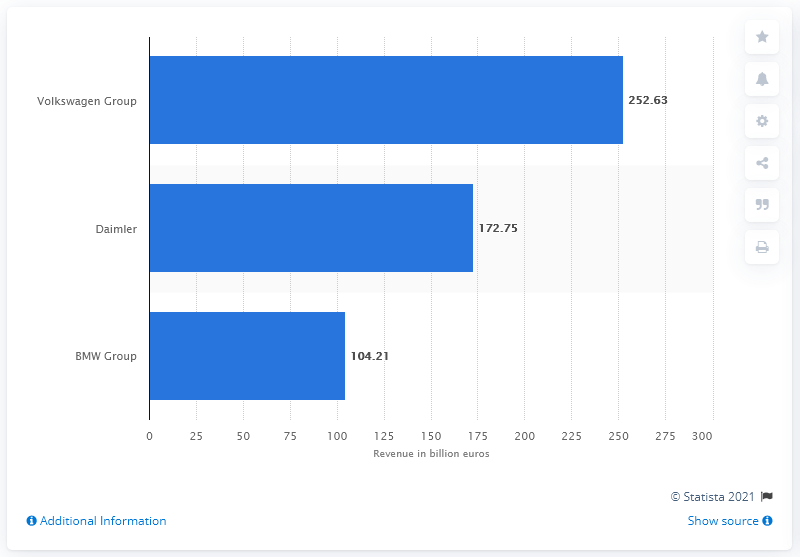 Volkswagen Group
252.63
Daimler
172.75
BMW Group
104.21
0 25 50 75 100 125 150 175 200 225 250 275 300
Revenue in billion euros
© Statista 2021
Additional Information
Show source